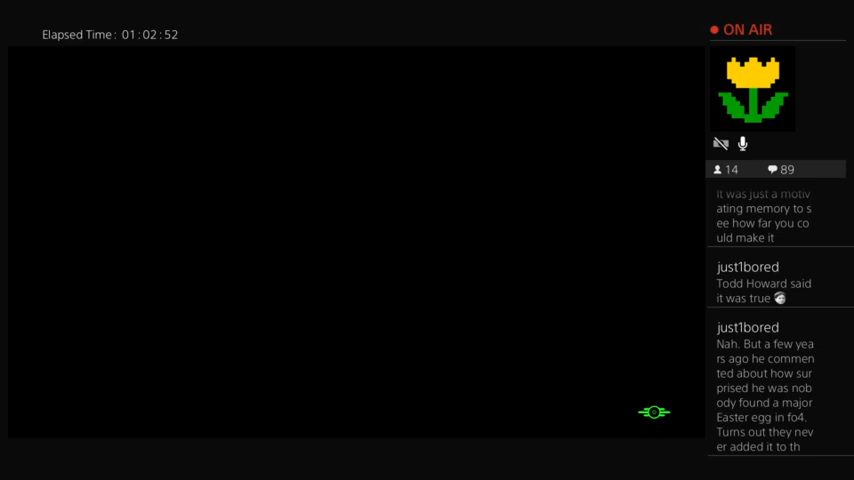 Elapsed Time: 01:02:52
ON AIR
14 89
It was just a motiv
ating memory to s
ee how far you co
uld make it
just1bored
Todd Howard said
it was true
just1bored
Nah. But a few yea
rs ago he commen
ted about how sur
prised he was nob
ody found a major
Easter egg in fo4.
Turns out they nev
er added it to th